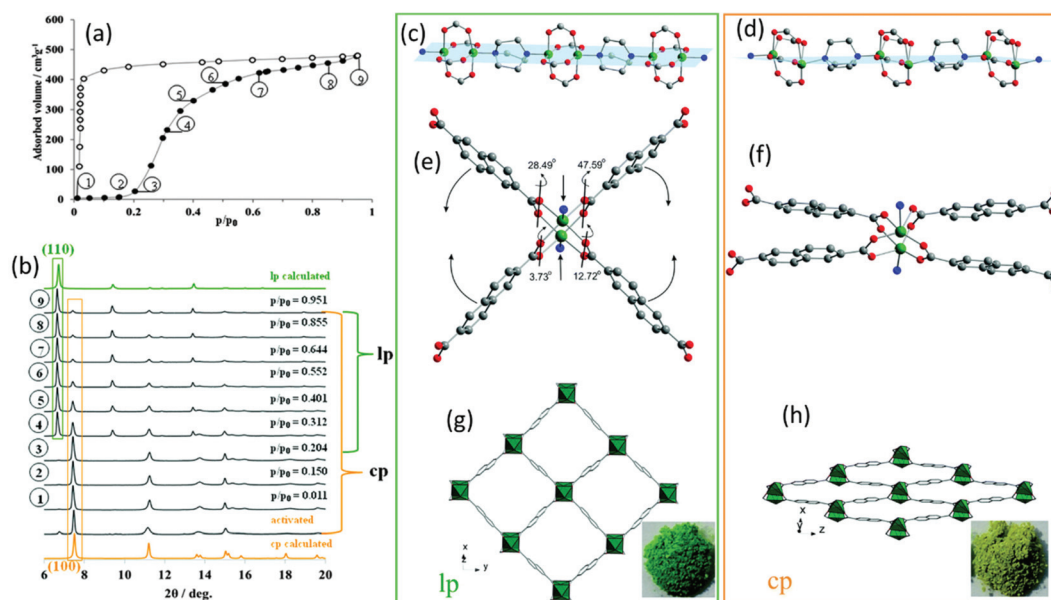 (a)
600
500
400
300
200
100
0
Adsorbed volume / cm³g⁻¹
1
2
3
4
5
6
7
8
9
0
0.2
0.4
0.6
0.8
1
p/p₀
(b)
(110)
lp calculated
9 p/p₀ = 0.951
8 p/p₀ = 0.855
7 p/p₀ = 0.644
6 p/p₀ = 0.552
5 p/p₀ = 0.401
4 p/p₀ = 0.312
3 p/p₀ = 0.204
2 p/p₀ = 0.150
1 p/p₀ = 0.011
activated
cp calculated
(100)
lp
cp
6 8 10 12 14 16 18 20
2θ / deg.
(c)
(e)
28.49°
47.59°
3.73°
12.72°
(g)
x
z
y
lp
(d)
(f)
(h)
x
y
z
cp